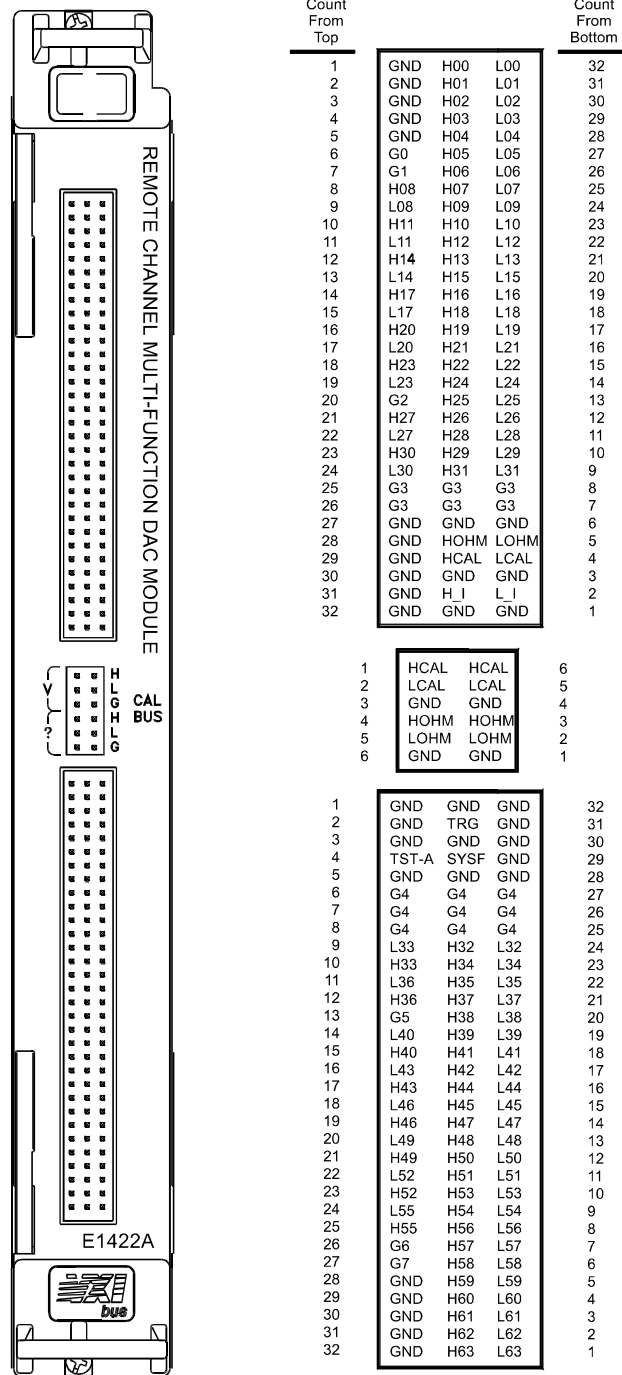 Count From Top
Count From Bottom
1 GND H00 L00 32
2 GND H01 L01 31
3 GND H02 L02 30
4 GND H03 L03 29
5 GND H04 L04 28
6 G0 H05 L05 27
7 G1 H06 L06 26
8 H08 H07 L07 25
9 L08 H09 L09 24
10 H11 H10 L10 23
11 L11 H12 L12 22
12 H14 H13 L13 21
13 L14 H15 L15 20
14 H17 H16 L16 19
15 L17 H18 L18 18
16 H20 H19 L19 17
17 L20 H21 L21 16
18 H23 H22 L22 15
19 L23 H24 L24 14
20 G2 H25 L25 13
21 H27 H26 L26 12
22 L27 H28 L28 11
23 H30 H29 L29 10
24 L30 H31 L31 9
25 G3 G3 G3 8
26 G3 G3 G3 7
27 GND GND GND 6
28 GND HOHM LOHM 5
29 GND HCAL LCAL 4
30 GND GND GND 3
31 GND H_I L_I 2
32 GND GND GND 1
1 HCAL HCAL 6
2 LCAL LCAL 5
3 GND GND 4
4 HOHM HOHM 3
5 LOHM LOHM 2
6 GND GND 1
1 GND GND GND 32
2 GND TRG GND 31
3 GND GND GND 30
4 TST-A SYSF GND 29
5 GND GND GND 28
6 G4 G4 G4 27
7 G4 G4 G4 26
8 G4 G4 G4 25
9 L33 H32 L32 24
10 H33 H34 L34 23
11 L36 H35 L35 22
12 H36 H37 L37 21
13 G5 H38 L38 20
14 L40 H39 L39 19
15 H40 H41 L41 18
16 L43 H42 L42 17
17 H43 H44 L44 16
18 L46 H45 L45 15
19 H46 H47 L47 14
20 L49 H48 L48 13
21 H49 H50 L50 12
22 L52 H51 L51 11
23 H52 H53 L53 10
24 L55 H54 L54 9
25 H55 H56 L56 8
26 G6 H57 L57 7
27 G7 H58 L58 6
28 GND H59 L59 5
29 GND H60 L60 4
30 GND H61 L61 3
31 GND H62 L62 2
32 GND H63 L63 1
REMOTE CHANNEL MULTI-FUNCTION DAC MODULE
V
?
H
L
G
H
L
G
CAL
BUS
E1422A
VXI
bus